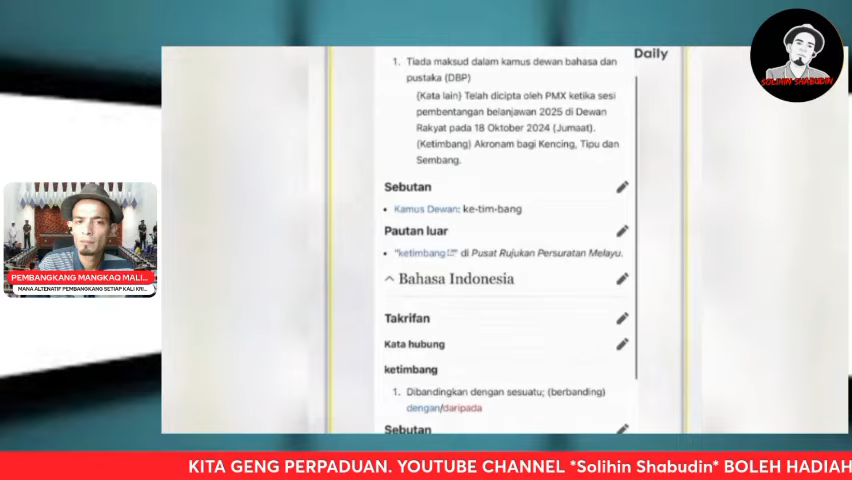 Daily
SOLIHIN SHABUDIN
1. Tiada maksud dalam kamus dewan bahasa dan
pustaka (DBP)
(Kata lain) Telah dicipta oleh PMX ketika sesi
pembentangan belanjawan 2025 di Dewan
Rakyat pada 18 Oktober 2024 (Jumaat).
(Ketimbang) Akronam bagi Kencing, Tipu dan
Sembang.
Sebutan
• Kamus Dewan: ke-tim-bang
Pautan luar
• "ketimbang" di Pusat Rujukan Persuratan Melayu.
Bahasa Indonesia
Takrifan
Kata hubung
ketimbang
1. Dibandingkan dengan sesuatu; (berbanding)
dengan/daripada
Sebutan
PEMBANGKANG MANGKAQ MALI...
MANA ALTENATIF PEMBANGKANG SETIAP KALI KRI...
KITA GENG PERPADUAN. YOUTUBE CHANNEL *Solihin Shabudin* BOLEH HADIAH